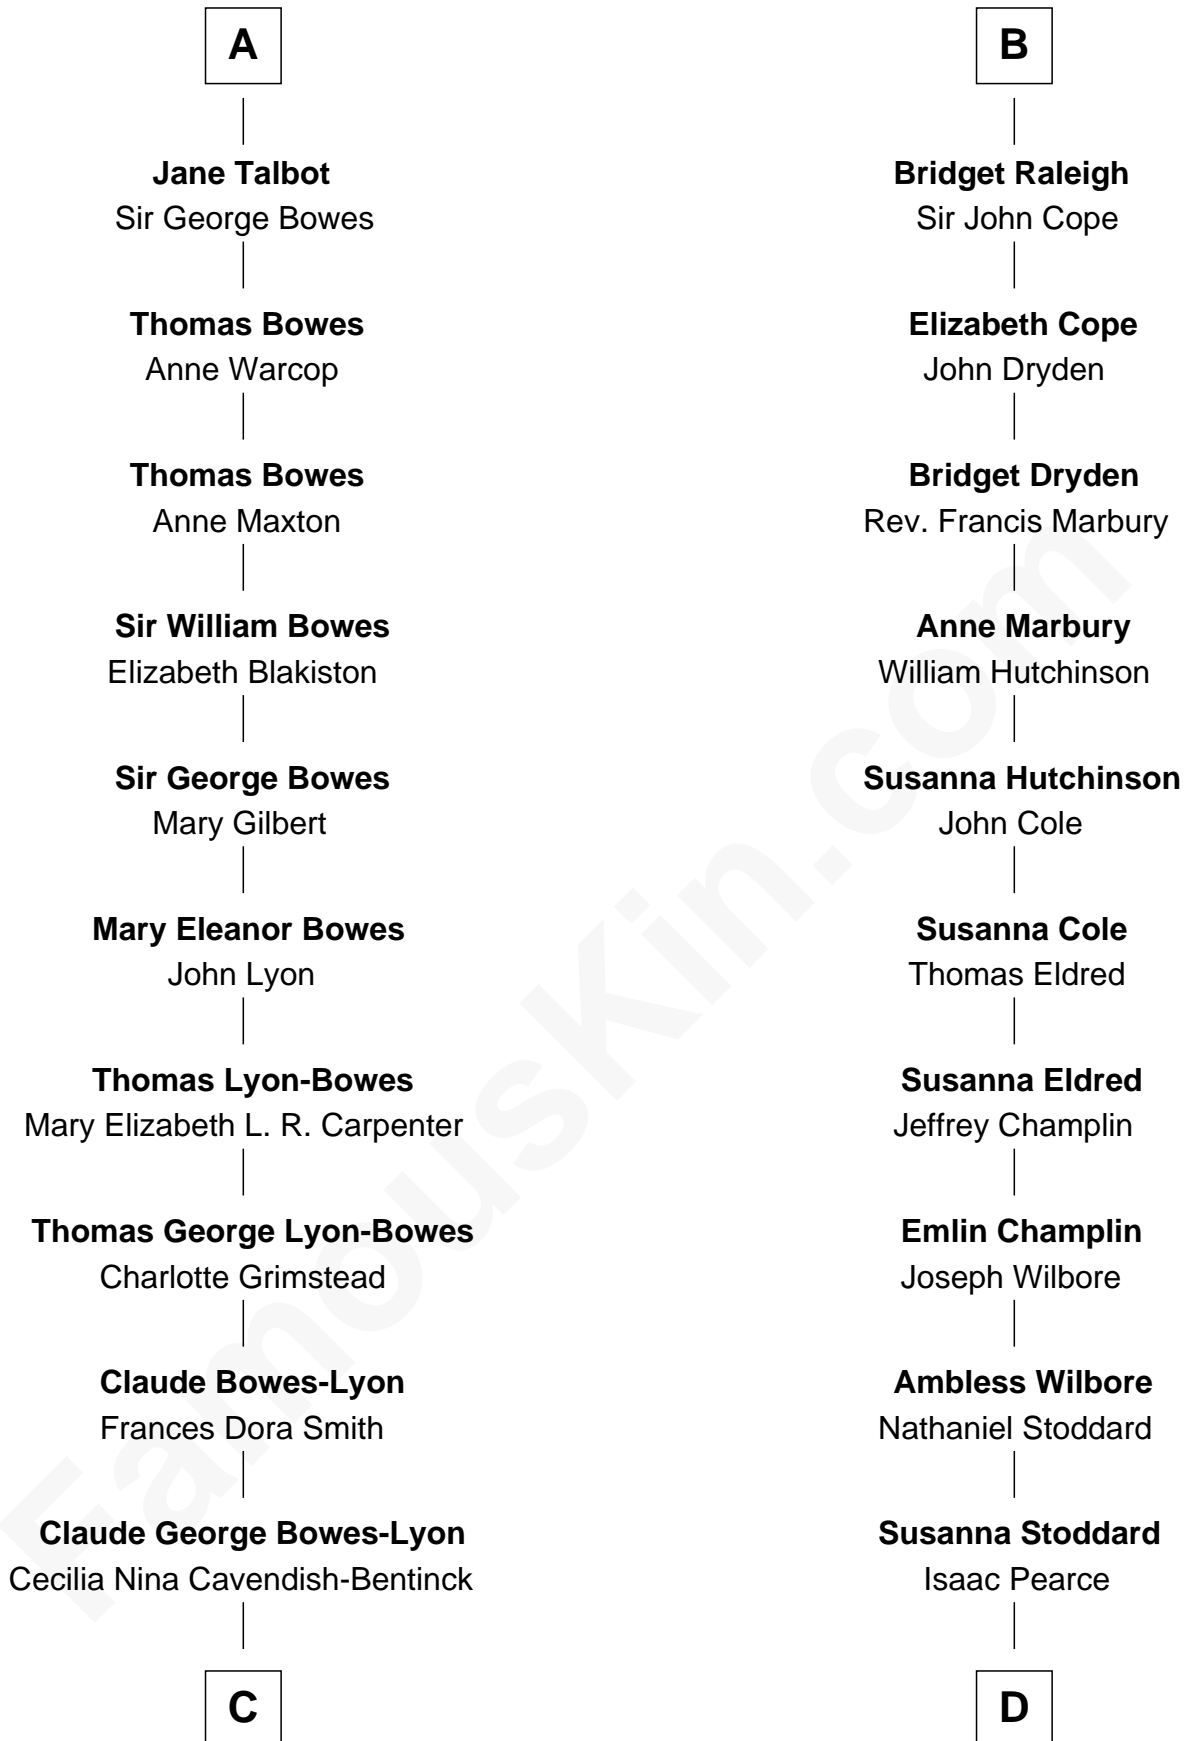 A
Jane Talbot
Sir George Bowes
Thomas Bowes
Anne Warcop
Thomas Bowes
Anne Maxton
Sir William Bowes
Elizabeth Blakiston
Sir George Bowes
Mary Gilbert
Mary Eleanor Bowes
John Lyon
Thomas Lyon-Bowes
Mary Elizabeth L. R. Carpenter
Thomas George Lyon-Bowes
Charlotte Grimstead
Claude Bowes-Lyon
Frances Dora Smith
Claude George Bowes-Lyon
Cecilia Nina Cavendish-Bentinck
C
B
Bridget Raleigh
Sir John Cope
Elizabeth Cope
John Dryden
Bridget Dryden
Rev. Francis Marbury
Anne Marbury
William Hutchinson
Susanna Hutchinson
John Cole
Susanna Cole
Thomas Eldred
Susanna Eldred
Jeffrey Champlin
Emlin Champlin
Joseph Wilbore
Ambless Wilbore
Nathaniel Stoddard
Susanna Stoddard
Isaac Pearce
D
FamousKin.com